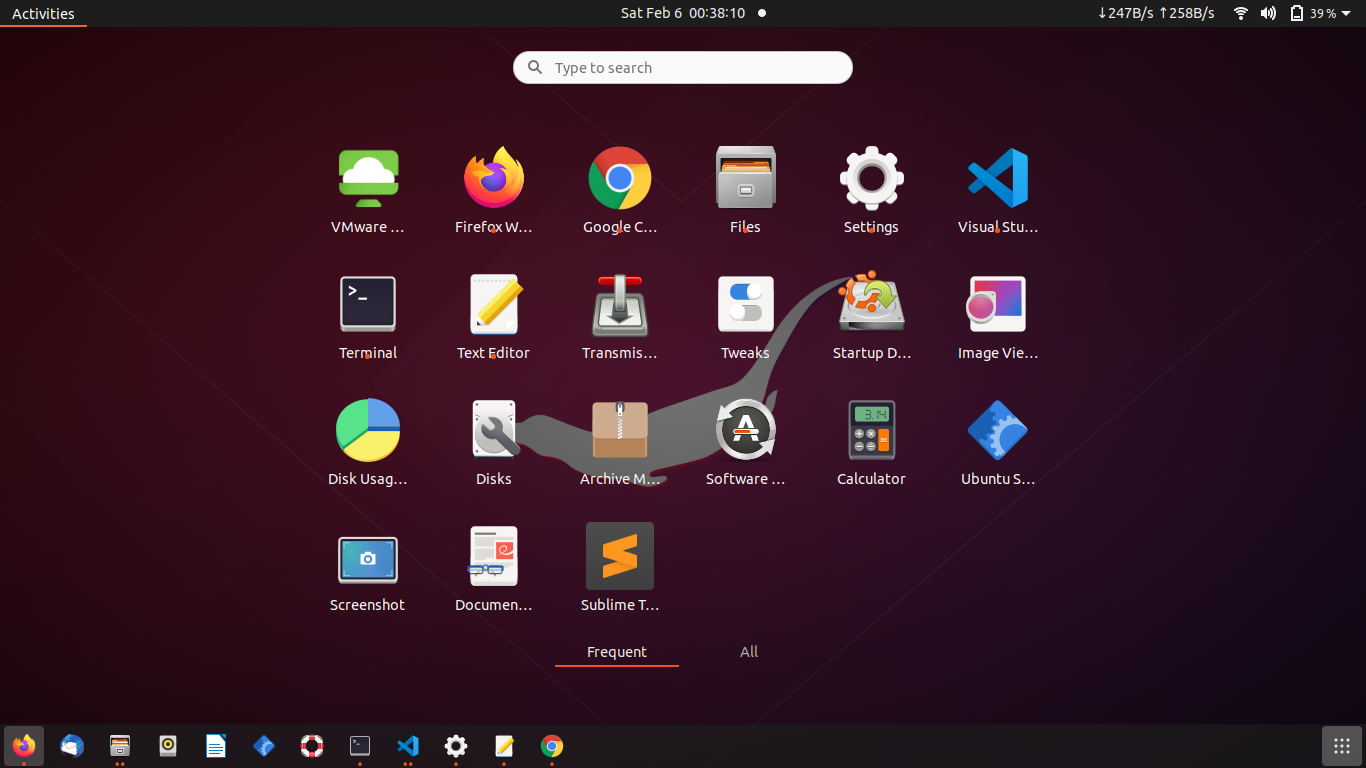 Activities
Sat Feb 6 00:38:10
↓247B/s ↑258B/s
39 %
Type to search
VMware …
Firefox W…
Google C…
Files
Settings
Visual Stu…
>_
Terminal
Text Editor
Transmis…
Tweaks
Startup D…
Image Vie…
Disk Usag…
Disks
Archive M…
A
Software …
3.14
Calculator
Ubuntu S…
Screenshot
Documen…
Sublime T…
Frequent
All